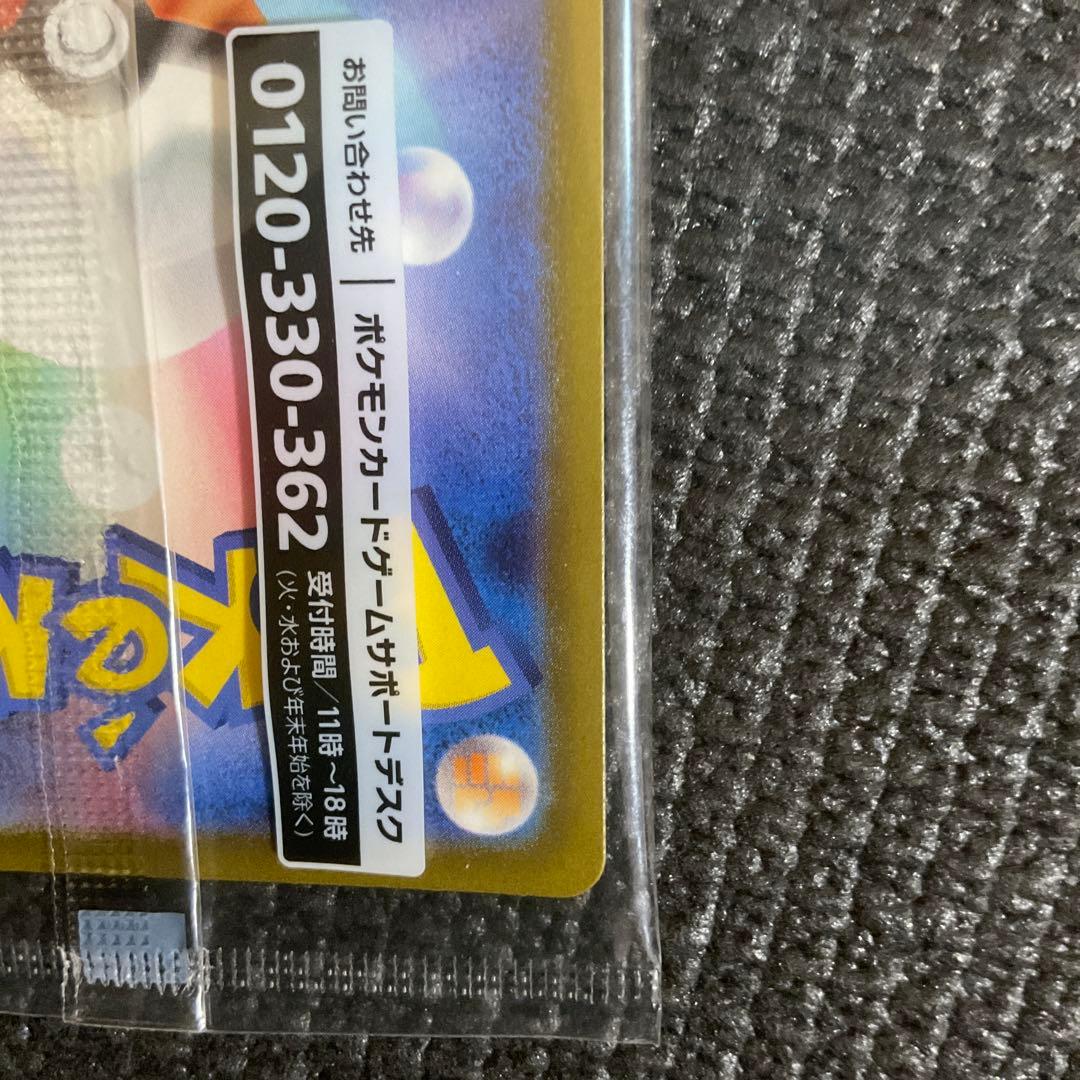 お問い合わせ先｜ポケモンカードゲームサポートデスク
0120-330-362 受付時間／11時～18時
（火・水および年末年始を除く）